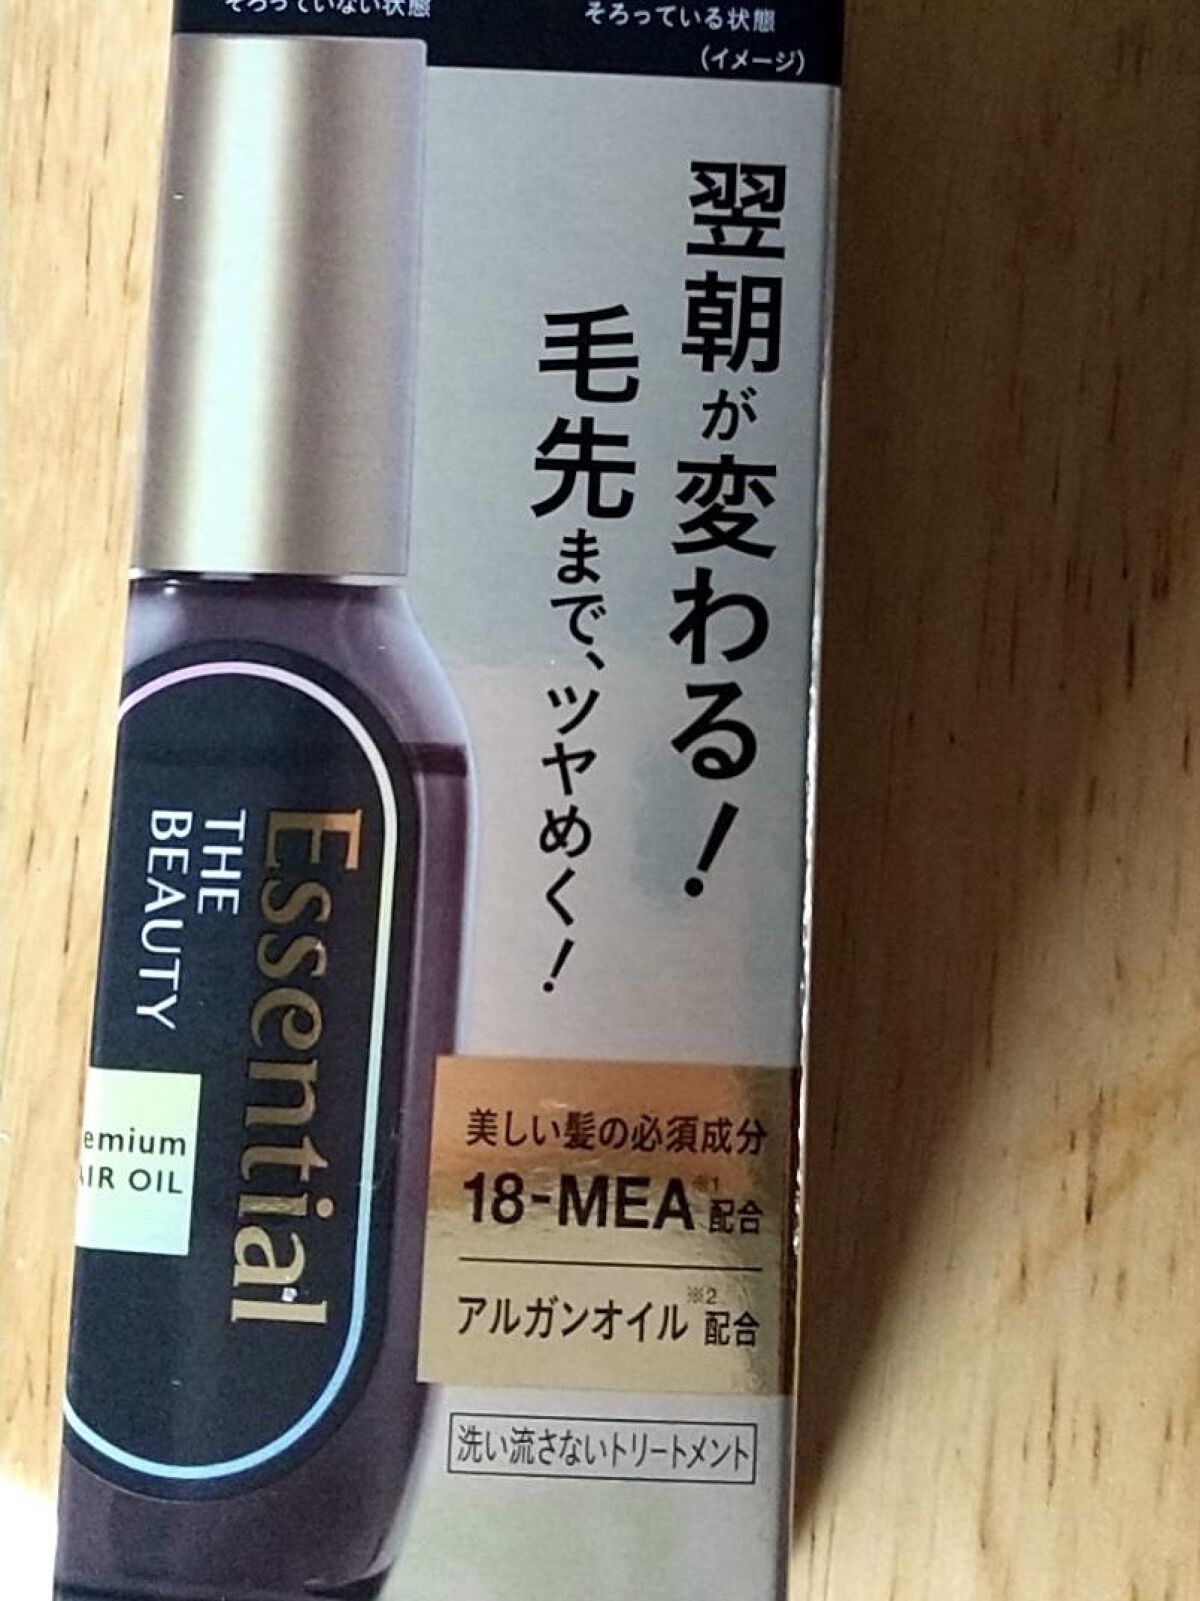 そろっていない状態
そろっている状態
(イメージ)
翌朝が変わる!
毛先まで、ツヤめく!
Essential
THE
BEAUTY
emium
AIR OIL
美しい髪の必須成分
18-MEA※1配合
アルガンオイル※2配合
洗い流さないトリートメント